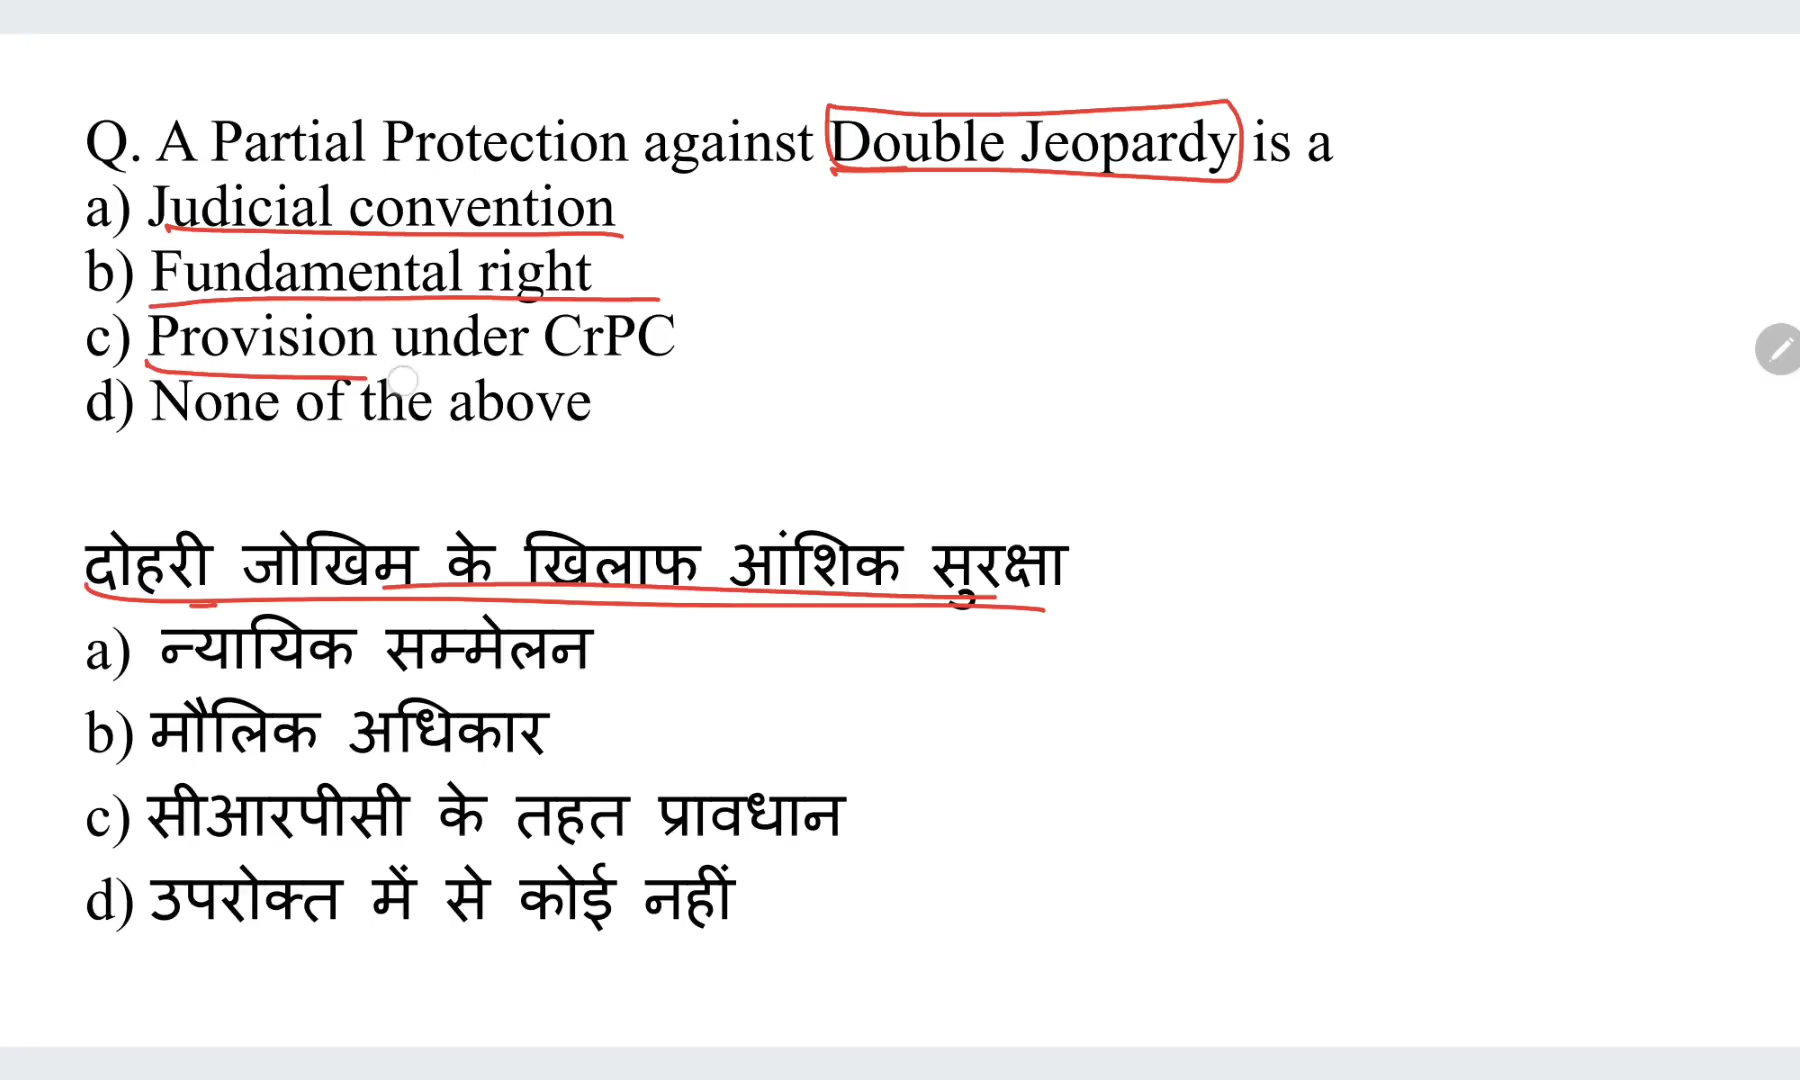 Q. A Partial Protection against Double Jeopardy is a
a) Judicial convention
b) Fundamental right
c) Provision under CrPC
d) None of the above
दोहरी जोखिम के खिलाफ आंशिक सुरक्षा
a) न्यायिक सम्मेलन
b) मौलिक अधिकार
c) सीआरपीसी के तहत प्रावधान
d) उपरोक्त में से कोई नहीं